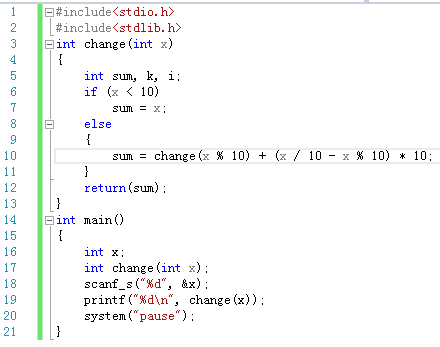 1 #include<stdio.h>
2 #include<stdlib.h>
3 int change(int x)
4 {
5 int sum, k, i;
6 if (x < 10)
7 sum = x;
8 else
9 {
10 sum = change(x % 10) + (x / 10 - x % 10) * 10;
11 }
12 return(sum);
13 }
14 int main()
15 {
16 int x;
17 int change(int x);
18 scanf_s("%d", &x);
19 printf("%d\n", change(x));
20 system("pause");
21 }